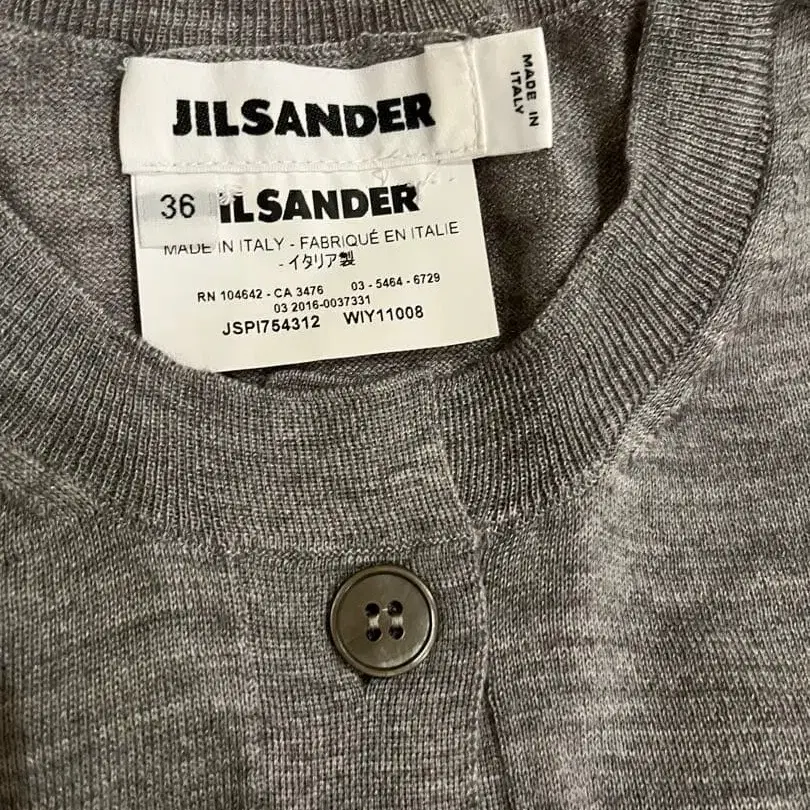 JILSANDER
MADE IN
ITALY
36
ILSANDER
MADE IN ITALY - FABRIQUÉ EN ITALIE
- イタリア製
RN 104642 - CA 3476 03 - 5464 - 6729
03 2016-0037331
JSPI754312 WIY11008